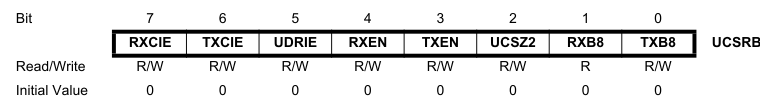 Bit 7 6 5 4 3 2 1 0
RXCIE TXCIE UDRIE RXEN TXEN UCSZ2 RXB8 TXB8 UCSRB
Read/Write R/W R/W R/W R/W R/W R/W R R/W
Initial Value 0 0 0 0 0 0 0 0